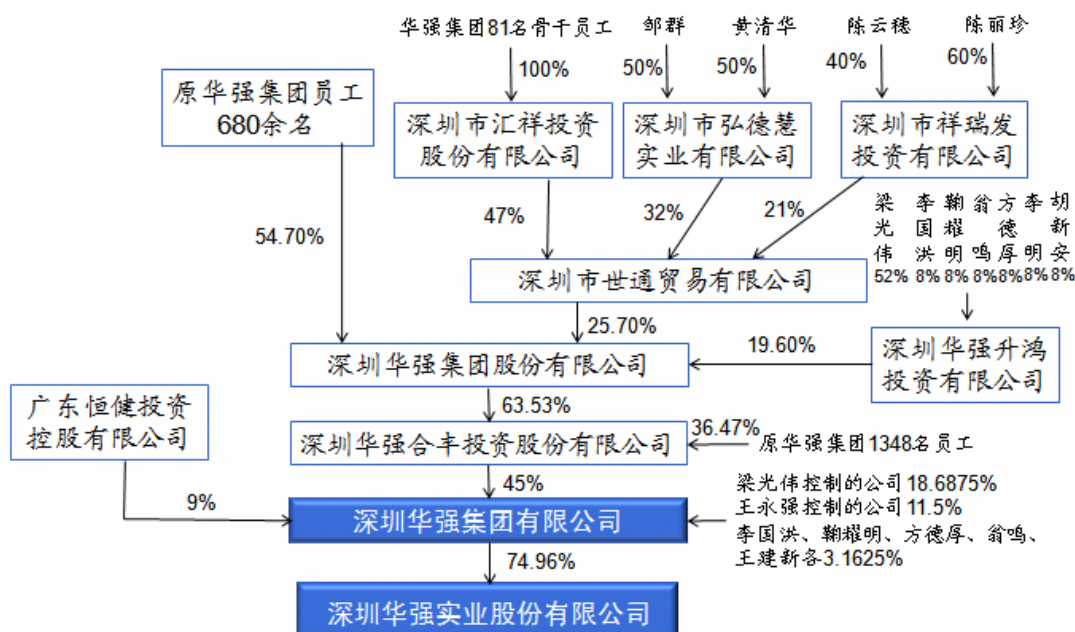 华强集团81名骨干员工
邹群
黄清华
陈云穗
陈丽珍
100%
50%
50%
40%
60%
原华强集团员工
680余名
深圳市汇祥投资
股份有限公司
深圳市弘德慧
实业有限公司
深圳市祥瑞发
投资有限公司
47%
32%
21%
54.70%
梁光伟
李国洪
鞠耀明
翁鸣
方德厚
李明
胡新安
52%
8%
8%
8%
8%
8%
8%
深圳市世通贸易有限公司
25.70%
深圳华强集团股份有限公司
19.60%
深圳华强升鸿
投资有限公司
广东恒健投资
控股有限公司
63.53%
深圳华强合丰投资股份有限公司
36.47%
原华强集团1348名员工
9%
45%
梁光伟控制的公司18.6875%
王永强控制的公司11.5%
李国洪、鞠耀明、方德厚、翁鸣、
王建新各3.1625%
深圳华强集团有限公司
74.96%
深圳华强实业股份有限公司